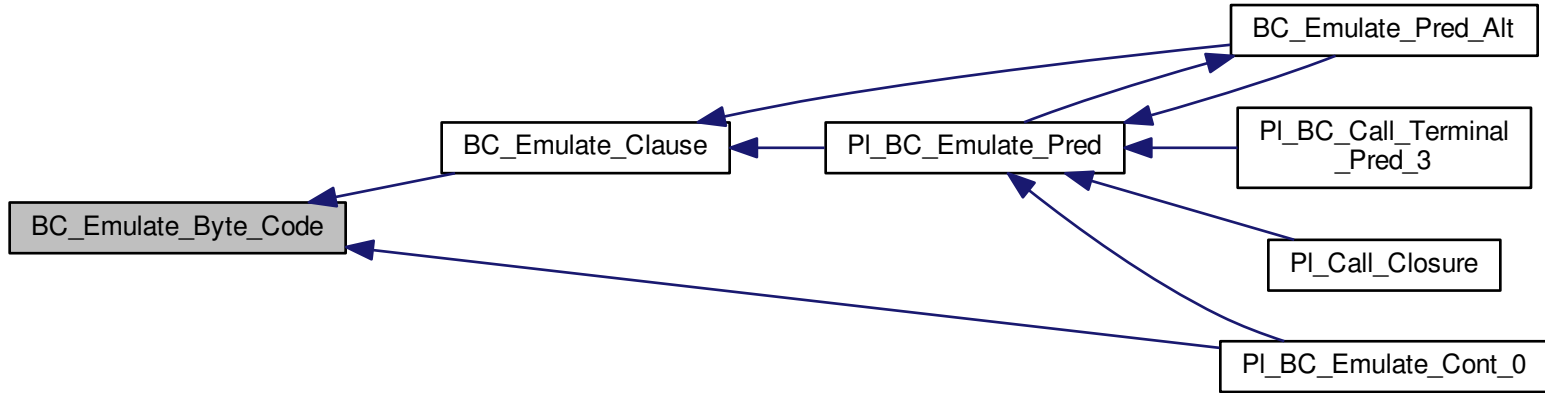 BC_Emulate_Pred_Alt
BC_Emulate_Clause
Pl_BC_Emulate_Pred
Pl_BC_Call_Terminal
_Pred_3
BC_Emulate_Byte_Code
Pl_Call_Closure
Pl_BC_Emulate_Cont_0